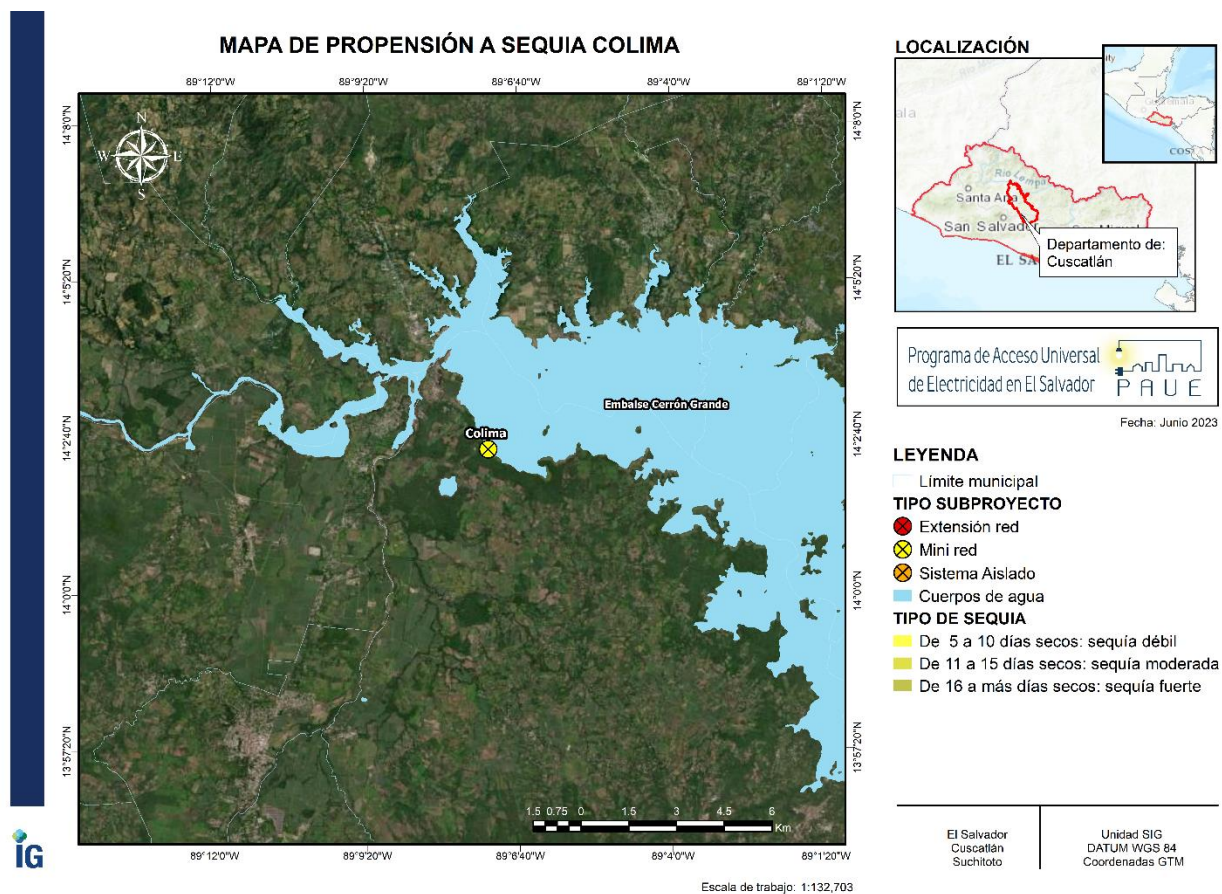 MAPA DE PROPENSIÓN A SEQUIA COLIMA
89°12'0"W
89°9'20"W
89°6'40"W
89°4'0"W
89°1'20"W
14°8'0"N
14°5'20"N
14°2'40"N
14°0'0"N
13°57'20"N
14°8'0"N
14°5'20"N
14°2'40"N
14°0'0"N
13°57'20"N
N
W
E
S
Embalse Cerrón Grande
Colima
1.5 0.75 0 1.5 3 4.5 6
Km
89°12'0"W
89°9'20"W
89°6'40"W
89°4'0"W
89°1'20"W
Escala de trabajo: 1:132,703
IG
LOCALIZACIÓN
Río Lempa
Santa Ana
San Salvador
Departamento de:
Cuscatlán
Programa de Acceso Universal
de Electricidad en El Salvador
PAUE
Fecha: Junio 2023
LEYENDA
Límite municipal
TIPO SUBPROYECTO
Extensión red
Mini red
Sistema Aislado
Cuerpos de agua
TIPO DE SEQUIA
De 5 a 10 días secos: sequía débil
De 11 a 15 días secos: sequía moderada
De 16 a más días secos: sequía fuerte
El Salvador
Cuscatlán
Suchitoto
Unidad SIG
DATUM WGS 84
Coordenadas GTM